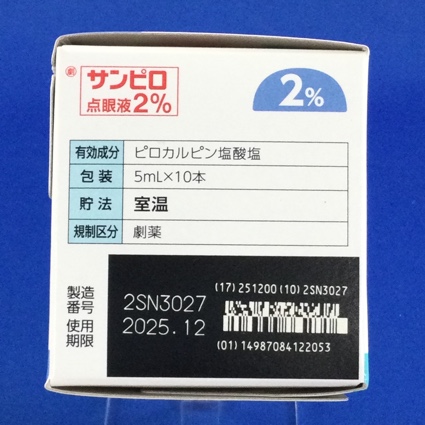 劇
サンピロ
点眼液2%
2%
有効成分 ピロカルピン塩酸塩
包装 5mL×10本
貯法 室温
規制区分 劇薬
製造番号 2SN3027
使用期限 2025.12
(17) 251200 (10) 2SN3027
(01) 14987084122053